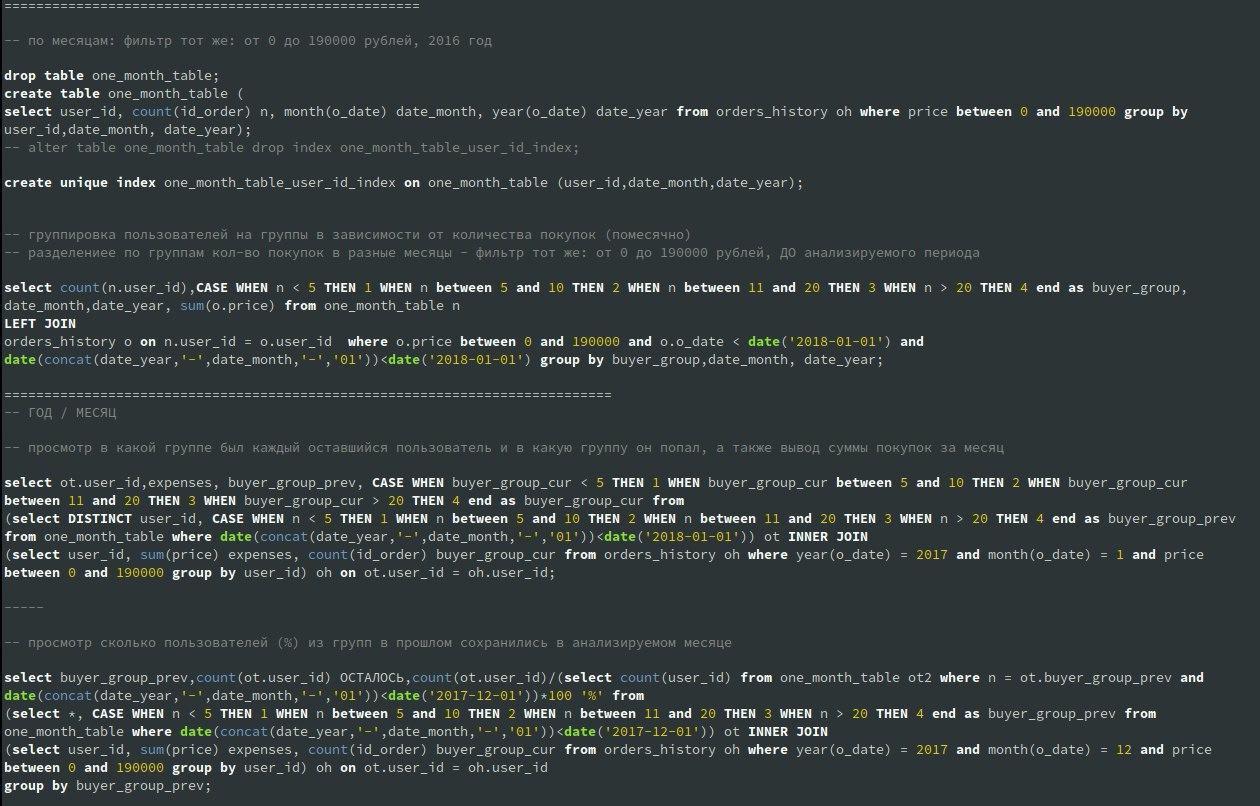 ====================================================
-- по месяцам: фильтр тот же: от 0 до 190000 рублей, 2016 год
drop table one_month_table;
create table one_month_table (
select user_id, count(id_order) n, month(o_date) date_month, year(o_date) date_year from orders_history oh where price between 0 and 190000 group by
user_id,date_month, date_year);
-- alter table one_month_table drop index one_month_table_user_id_index;
create unique index one_month_table_user_id_index on one_month_table (user_id,date_month,date_year);
-- группировка пользователей на группы в зависимости от количества покупок (помесячно)
-- разделениее по группам кол-во покупок в разные месяцы - фильтр тот же: от 0 до 190000 рублей, ДО анализируемого периода
select count(n.user_id),CASE WHEN n < 5 THEN 1 WHEN n between 5 and 10 THEN 2 WHEN n between 11 and 20 THEN 3 WHEN n > 20 THEN 4 end as buyer_group,
date_month,date_year, sum(o.price) from one_month_table n
LEFT JOIN
orders_history o on n.user_id = o.user_id  where o.price between 0 and 190000 and o.o_date < date('2018-01-01') and
date(concat(date_year,'-',date_month,'-','01'))<date('2018-01-01') group by buyer_group,date_month, date_year;
============================================================================
-- ГОД / МЕСЯЦ
-- просмотр в какой группе был каждый оставшийся пользователь и в какую группу он попал, а также вывод суммы покупок за месяц
select ot.user_id,expenses, buyer_group_prev, CASE WHEN buyer_group_cur < 5 THEN 1 WHEN buyer_group_cur between 5 and 10 THEN 2 WHEN buyer_group_cur
between 11 and 20 THEN 3 WHEN buyer_group_cur > 20 THEN 4 end as buyer_group_cur from
(select DISTINCT user_id, CASE WHEN n < 5 THEN 1 WHEN n between 5 and 10 THEN 2 WHEN n between 11 and 20 THEN 3 WHEN n > 20 THEN 4 end as buyer_group_prev
from one_month_table where date(concat(date_year,'-',date_month,'-','01'))<date('2018-01-01')) ot INNER JOIN
(select user_id, sum(price) expenses, count(id_order) buyer_group_cur from orders_history oh where year(o_date) = 2017 and month(o_date) = 1 and price
between 0 and 190000 group by user_id) oh on ot.user_id = oh.user_id;
-----
-- просмотр сколько пользователей (%) из групп в прошлом сохранились в анализируемом месяце
select buyer_group_prev,count(ot.user_id) ОСТАЛОСЬ,count(ot.user_id)/(select count(user_id) from one_month_table ot2 where n = ot.buyer_group_prev and
date(concat(date_year,'-',date_month,'-','01'))<date('2017-12-01'))*100 '%' from
(select *, CASE WHEN n < 5 THEN 1 WHEN n between 5 and 10 THEN 2 WHEN n between 11 and 20 THEN 3 WHEN n > 20 THEN 4 end as buyer_group_prev from
one_month_table where date(concat(date_year,'-',date_month,'-','01'))<date('2017-12-01')) ot INNER JOIN
(select user_id, sum(price) expenses, count(id_order) buyer_group_cur from orders_history oh where year(o_date) = 2017 and month(o_date) = 12 and price
between 0 and 190000 group by user_id) oh on ot.user_id = oh.user_id
group by buyer_group_prev;